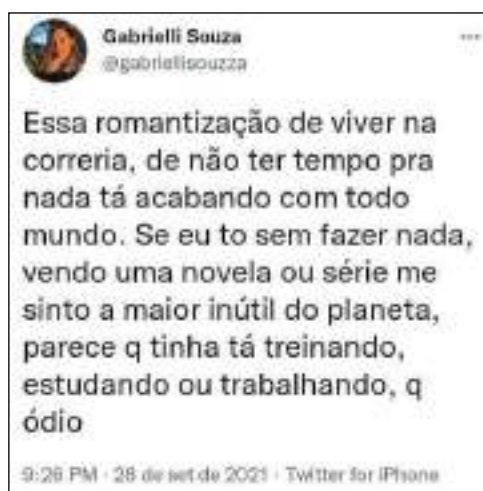 Gabrielli Souza
@gabriellisouzza
Essa romantização de viver na
correria, de não ter tempo pra
nada tá acabando com todo
mundo. Se eu to sem fazer nada,
vendo uma novela ou série me
sinto a maior inútil do planeta,
parece q tinha tá treinando,
estudando ou trabalhando, q
ódio
9:26 PM · 28 de set de 2021 · Twitter for iPhone